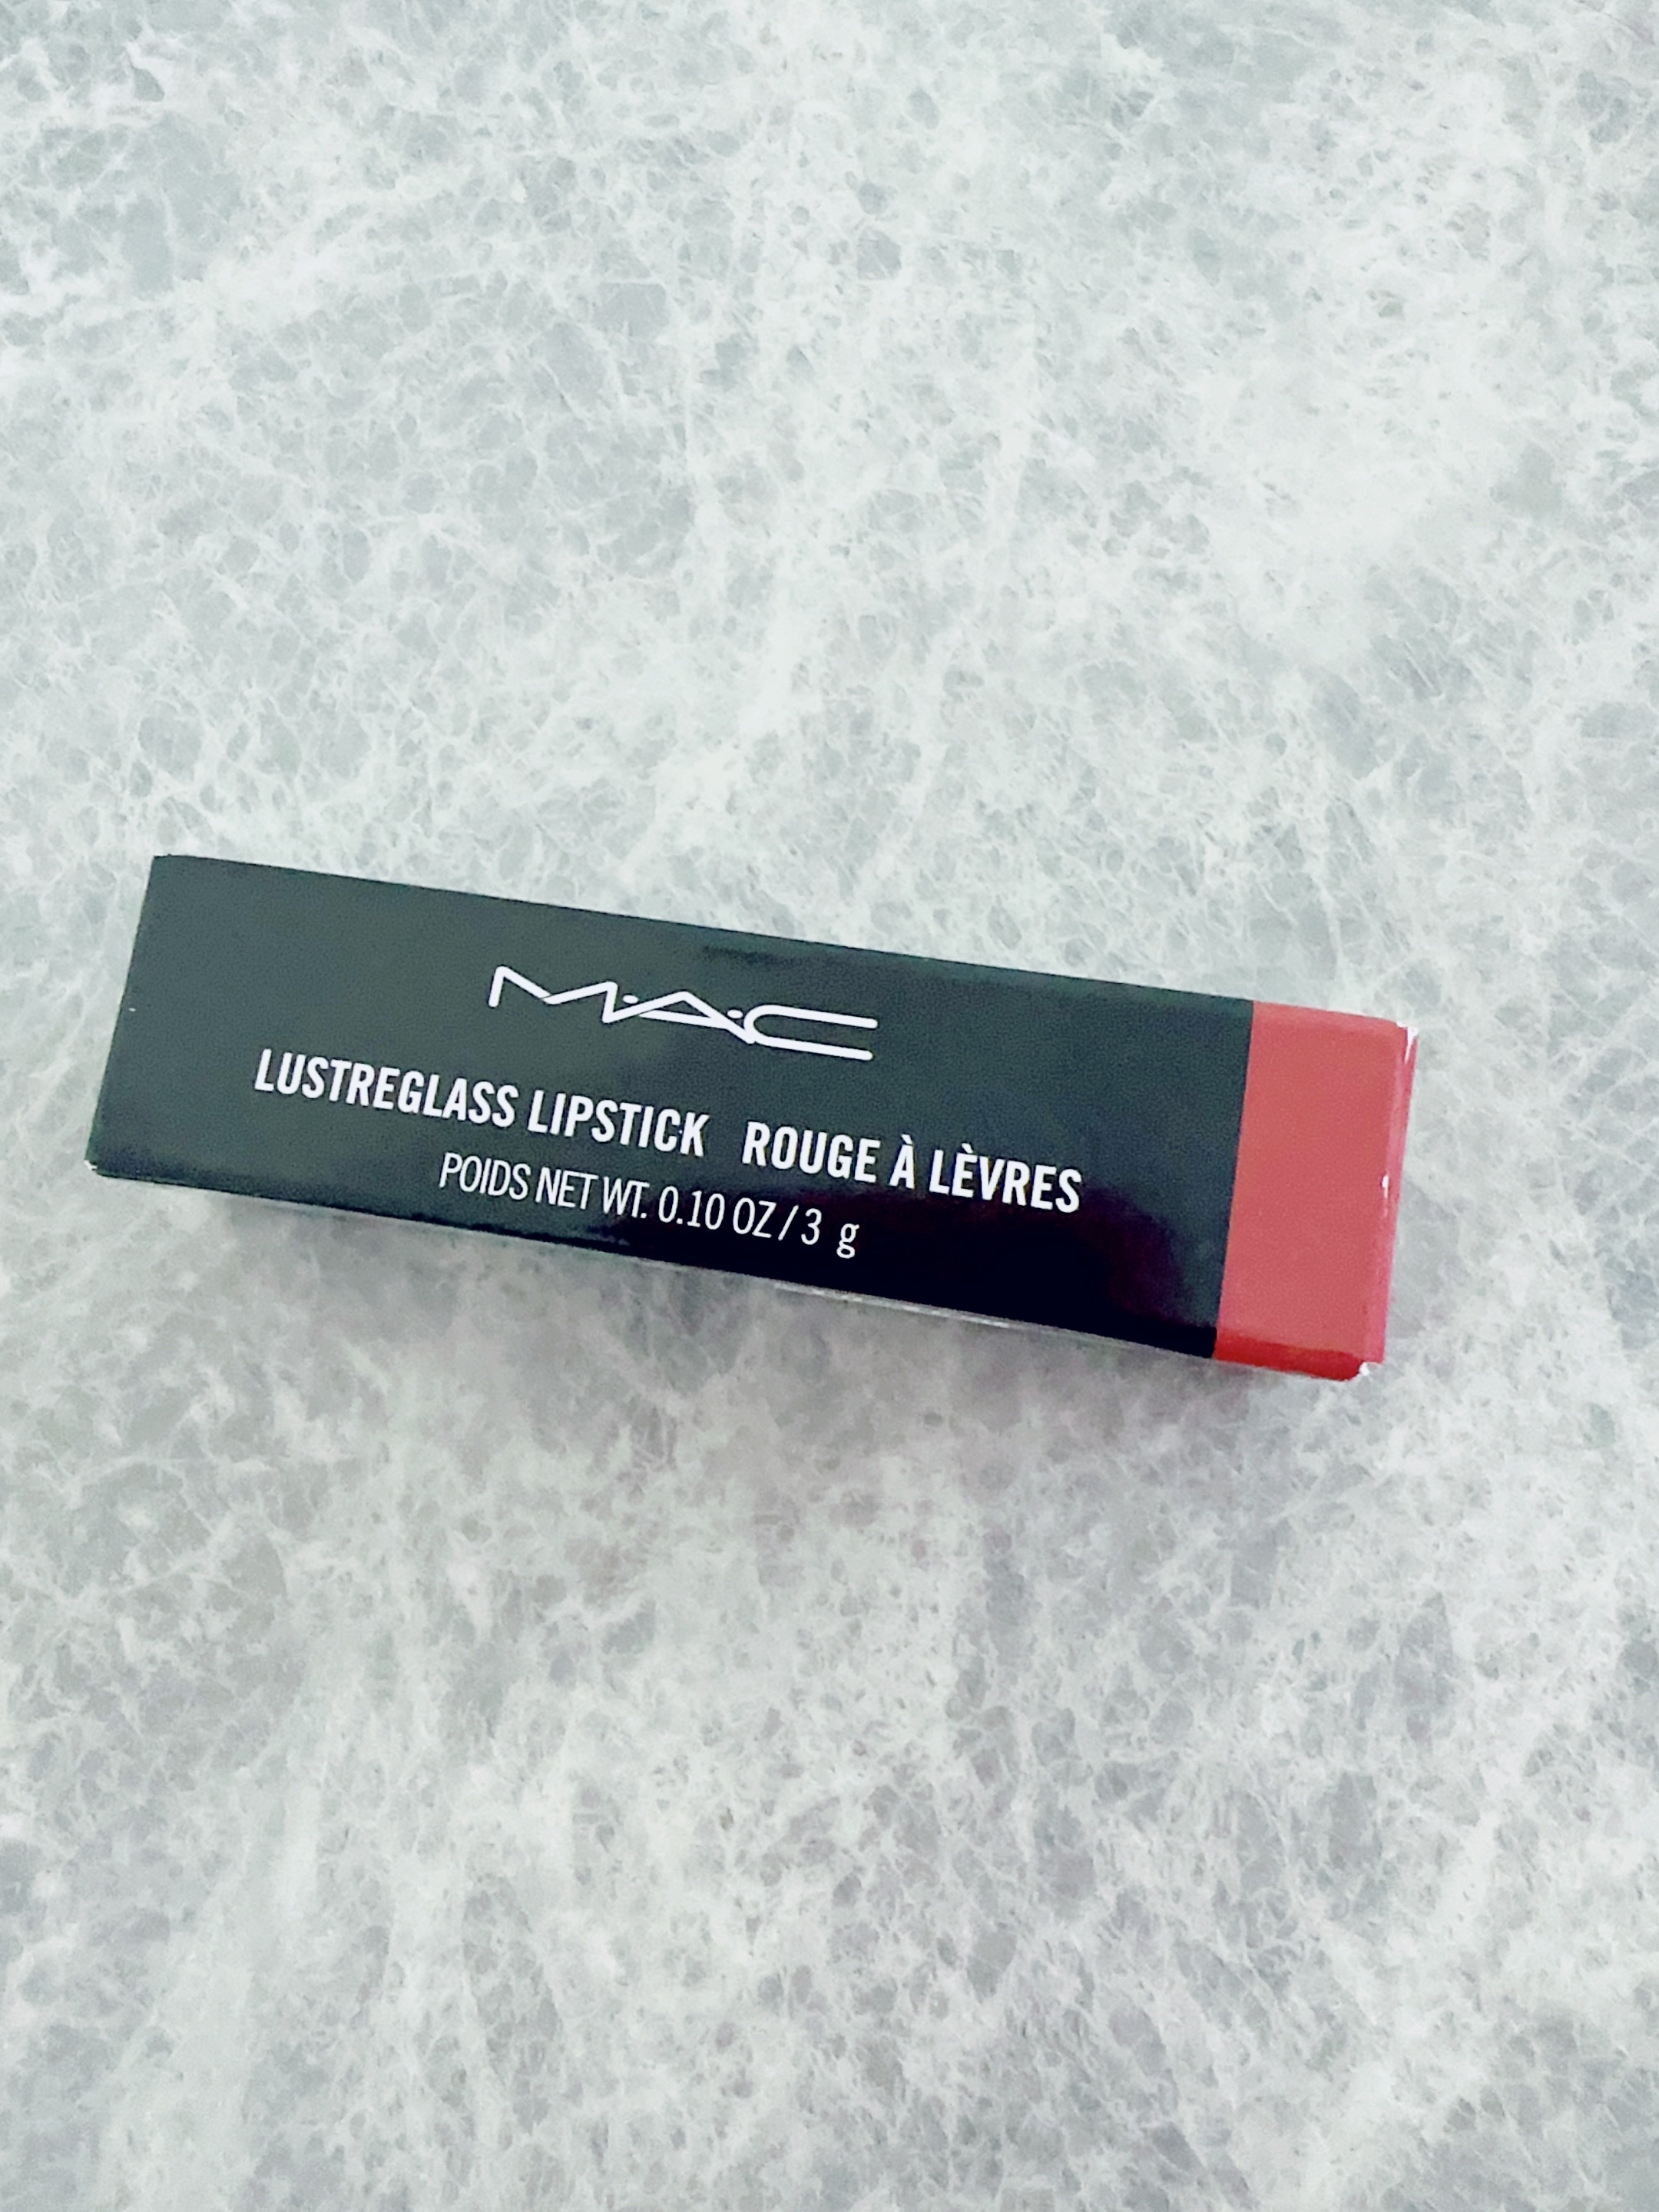 M·A·C
LUSTREGLASS LIPSTICK ROUGE À LÈVRES
POIDS NET WT. 0.10 OZ / 3 g